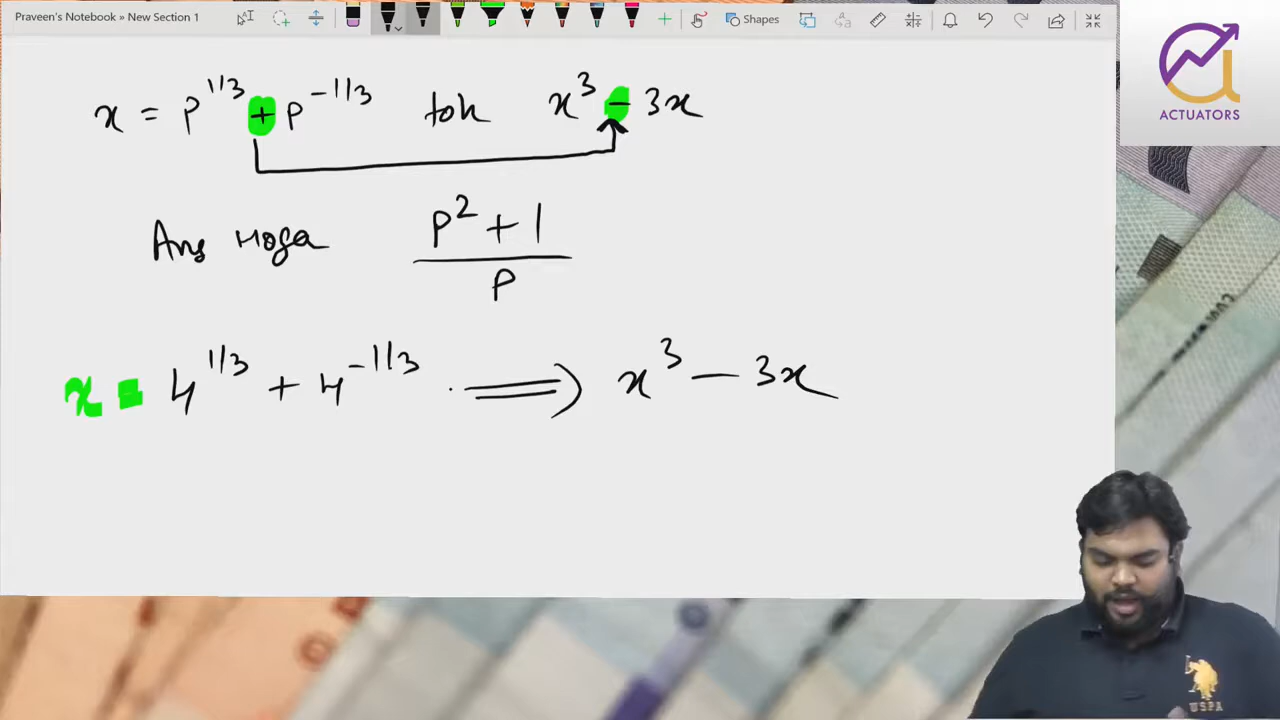 Praveen's Notebook » New Section 1
Shapes
ACTUATORS
x = p^1/3 + p^-1/3 toh x^3 - 3x
Ans hoga (p^2 + 1)/p
x = 4^1/3 + 4^-1/3 ⟹ x^3 - 3x
USPA